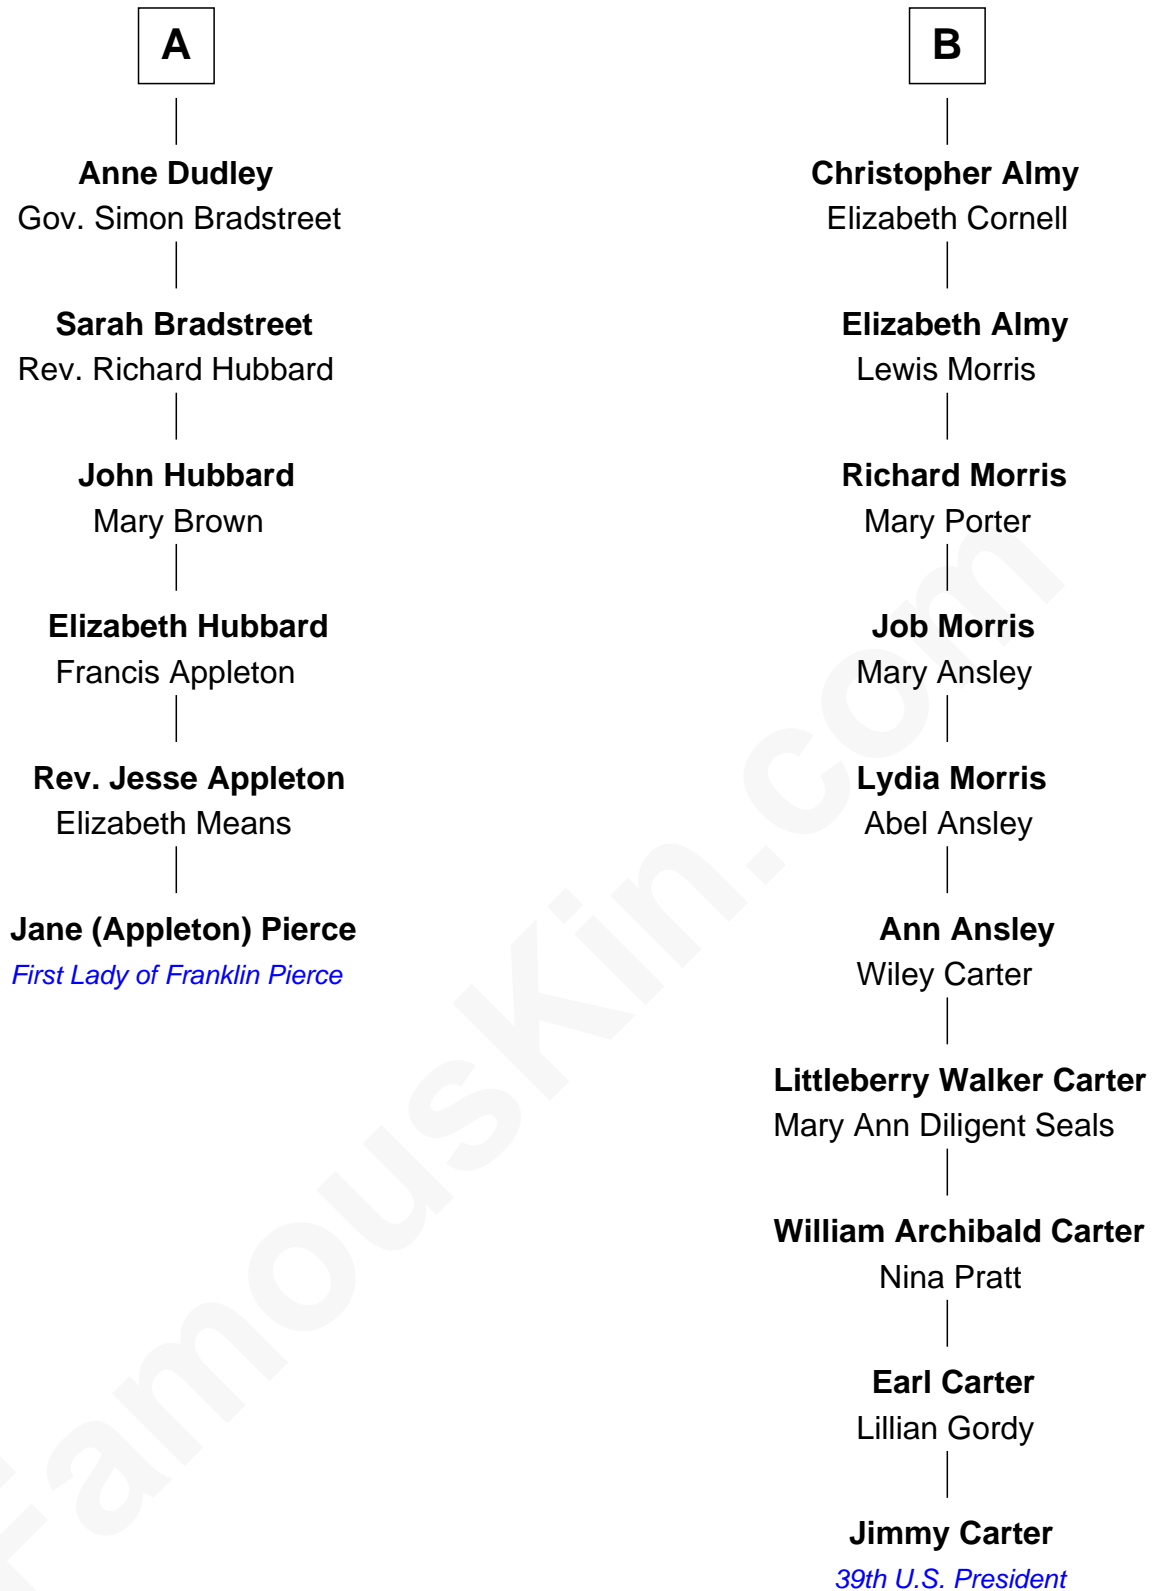 A
Anne Dudley
Gov. Simon Bradstreet
Sarah Bradstreet
Rev. Richard Hubbard
John Hubbard
Mary Brown
Elizabeth Hubbard
Francis Appleton
Rev. Jesse Appleton
Elizabeth Means
Jane (Appleton) Pierce
First Lady of Franklin Pierce
B
Christopher Almy
Elizabeth Cornell
Elizabeth Almy
Lewis Morris
Richard Morris
Mary Porter
Job Morris
Mary Ansley
Lydia Morris
Abel Ansley
Ann Ansley
Wiley Carter
Littleberry Walker Carter
Mary Ann Diligent Seals
William Archibald Carter
Nina Pratt
Earl Carter
Lillian Gordy
Jimmy Carter
39th U.S. President
FamousKin.com